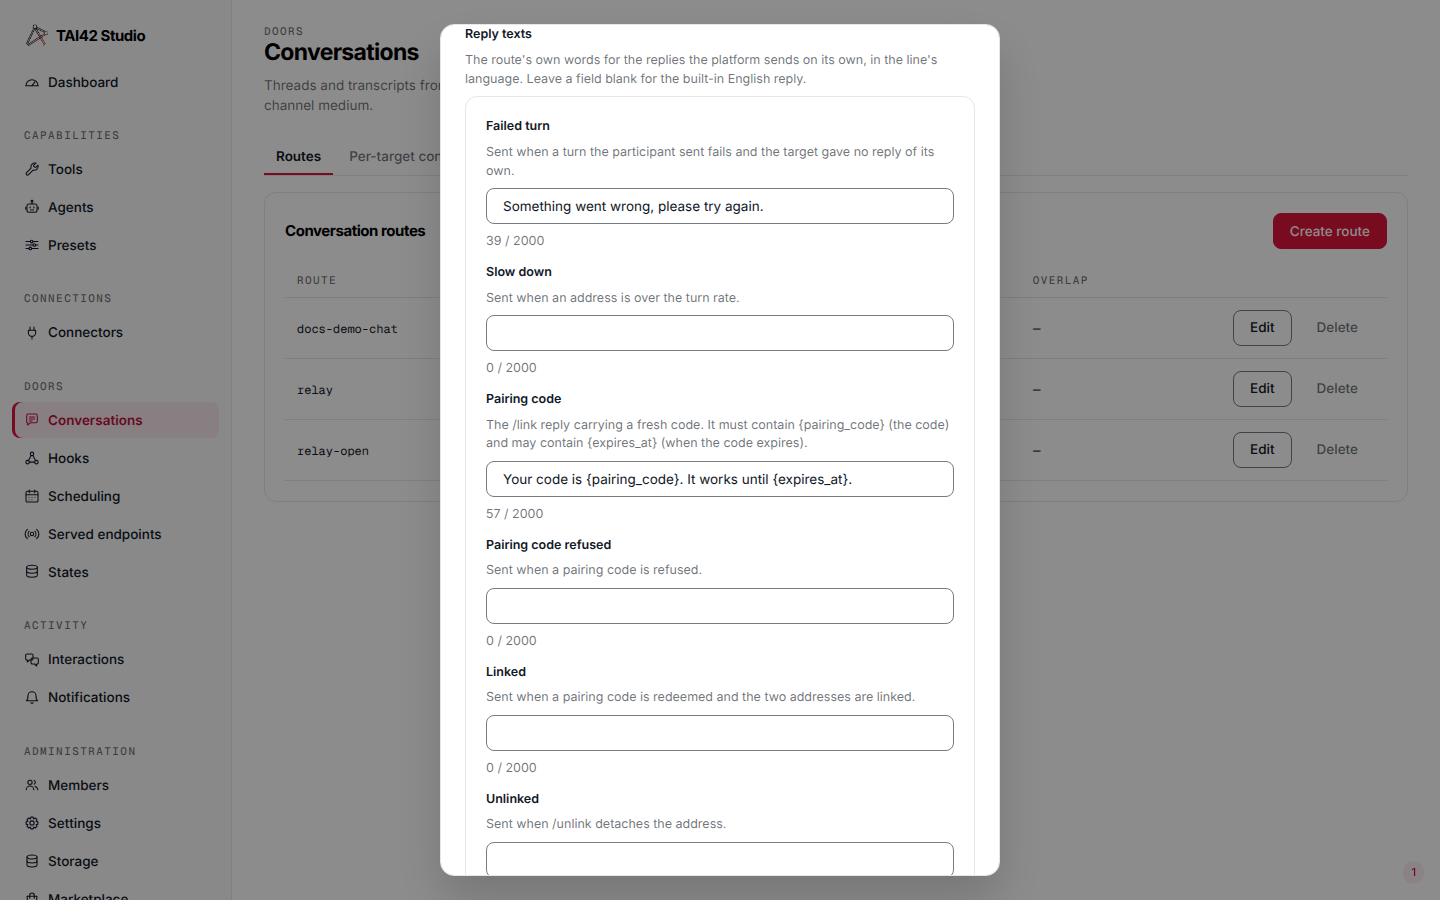 TAI42 Studio
Dashboard
CAPABILITIES
Tools
Agents
Presets
CONNECTIONS
Connectors
DOORS
Conversations
Hooks
Scheduling
Served endpoints
States
ACTIVITY
Interactions
Notifications
ADMINISTRATION
Members
Settings
Storage
Marketplace
DOORS
Conversations
Threads and transcripts
channel medium.
Routes
Per-target
Conversation routes
Create route
ROUTE
OVERLAP
docs-demo-chat
–
Edit
Delete
relay
–
Edit
Delete
relay-open
–
Edit
Delete
Reply texts
The route's own words for the replies the platform sends on its own, in the line's
language. Leave a field blank for the built-in English reply.
Failed turn
Sent when a turn the participant sent fails and the target gave no reply of its
own.
Something went wrong, please try again.
39 / 2000
Slow down
Sent when an address is over the turn rate.
0 / 2000
Pairing code
The /link reply carrying a fresh code. It must contain {pairing_code} (the code)
and may contain {expires_at} (when the code expires).
Your code is {pairing_code}. It works until {expires_at}.
57 / 2000
Pairing code refused
Sent when a pairing code is refused.
0 / 2000
Linked
Sent when a pairing code is redeemed and the two addresses are linked.
0 / 2000
Unlinked
Sent when /unlink detaches the address.
1